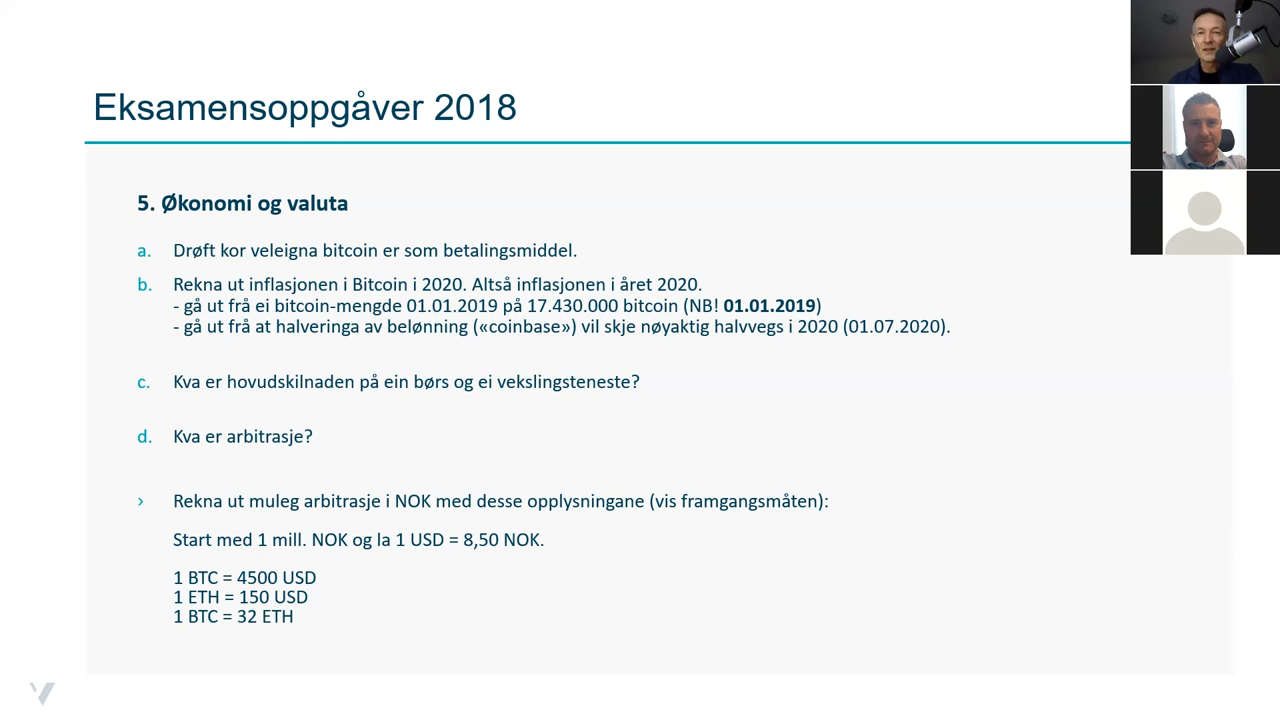 Eksamensoppgåver 2018
5. Økonomi og valuta
a. Drøft kor veleigna bitcoin er som betalingsmiddel.
b. Rekna ut inflasjonen i Bitcoin i 2020. Altså inflasjonen i året 2020.
- gå ut frå ei bitcoin-mengde 01.01.2019 på 17.430.000 bitcoin (NB! 01.01.2019)
- gå ut frå at halveringa av belønning («coinbase») vil skje nøyaktig halvvegs i 2020 (01.07.2020).
c. Kva er hovudskilnaden på ein børs og ei vekslingsteneste?
d. Kva er arbitrasje?
› Rekna ut muleg arbitrasje i NOK med desse opplysningane (vis framgangsmåten):
Start med 1 mill. NOK og la 1 USD = 8,50 NOK.
1 BTC = 4500 USD
1 ETH = 150 USD
1 BTC = 32 ETH